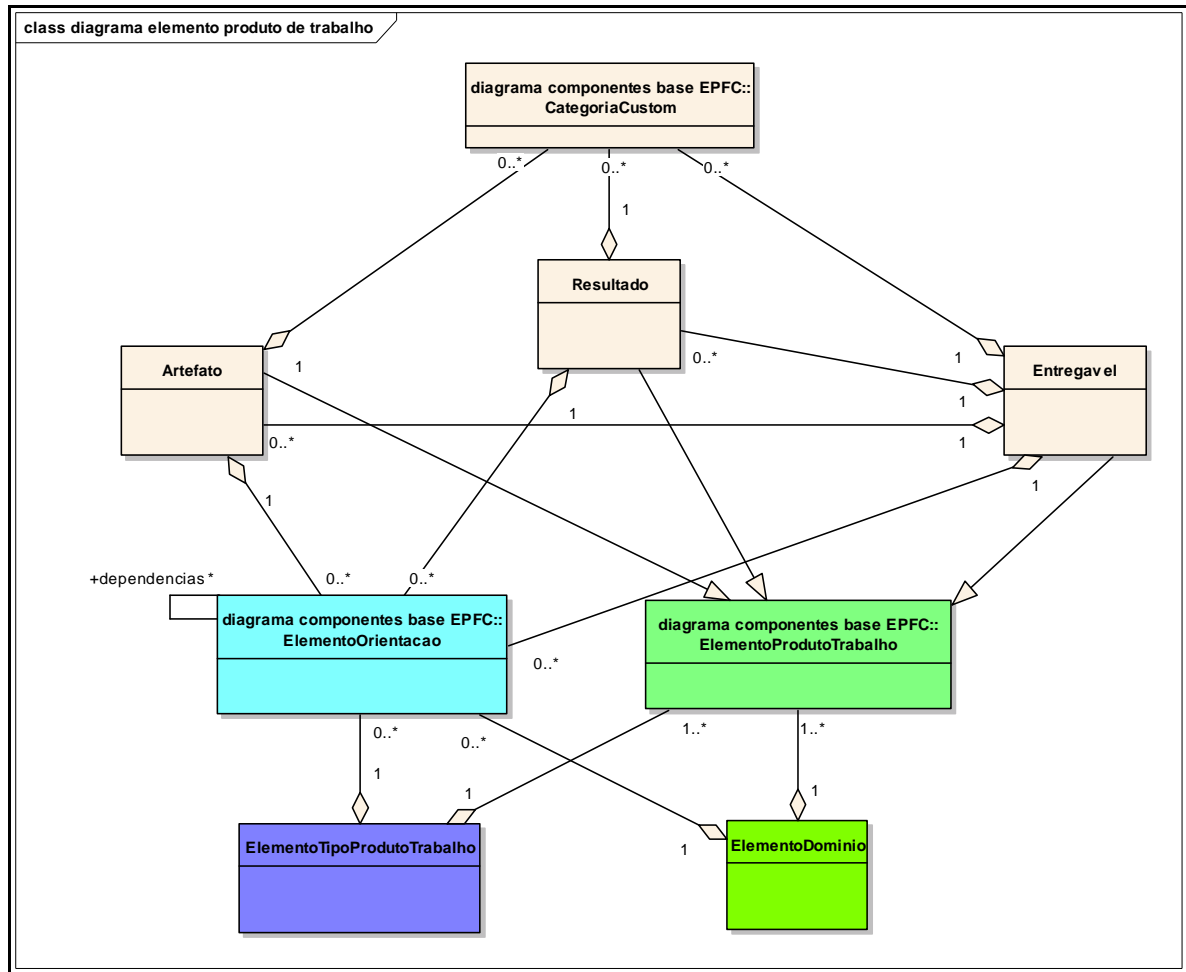 class diagrama elemento produto de trabalho
diagrama componentes base EPFC::
CategoriaCustom
0..*
0..*
0..*
1
Resultado
0..*
1
1
Artefato
1
Entregavel
1
0..*
1
1
1
1
+dependencias *
0..*
0..*
0..*
diagrama componentes base EPFC::
ElementoOrientacao
diagrama componentes base EPFC::
ElementoProdutoTrabalho
0..*
0..*
1..*
1..*
1
1
1
1
ElementoTipoProdutoTrabalho
ElementoDominio